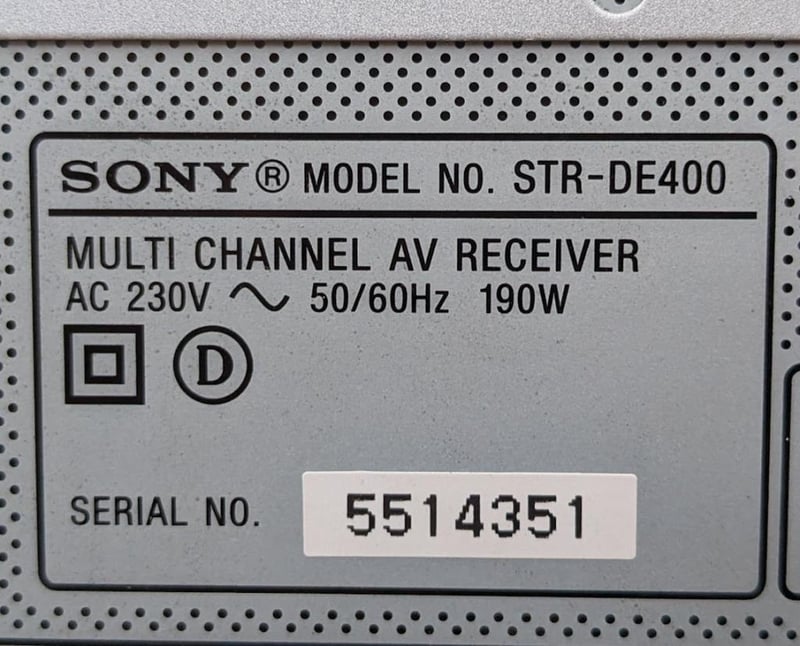 SONY® MODEL NO. STR-DE400
MULTI CHANNEL AV RECEIVER
AC 230V ~ 50/60Hz 190W
D
SERIAL NO. 5514351